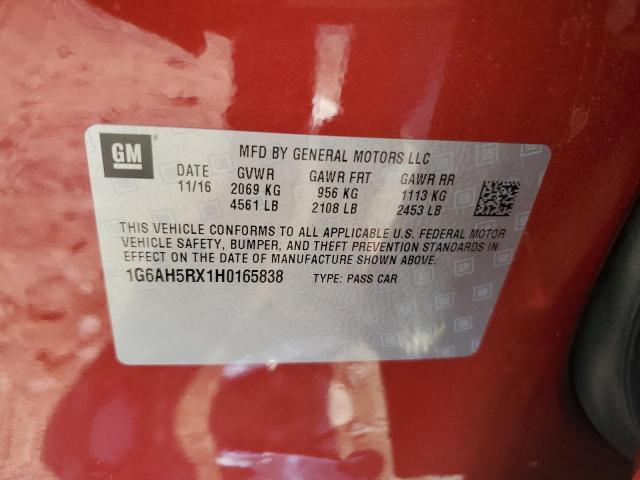 GM
MFD BY GENERAL MOTORS LLC
DATE GVWR GAWR FRT GAWR RR
11/16 2069 KG 956 KG 1113 KG
4561 LB 2108 LB 2453 LB
THIS VEHICLE CONFORMS TO ALL APPLICABLE U.S. FEDERAL MOTOR
VEHICLE SAFETY, BUMPER, AND THEFT PREVENTION STANDARDS IN
EFFECT ON THE DATE OF MANUFACTURE SHOWN ABOVE.
1G6AH5RX1H0165838 TYPE: PASS CAR